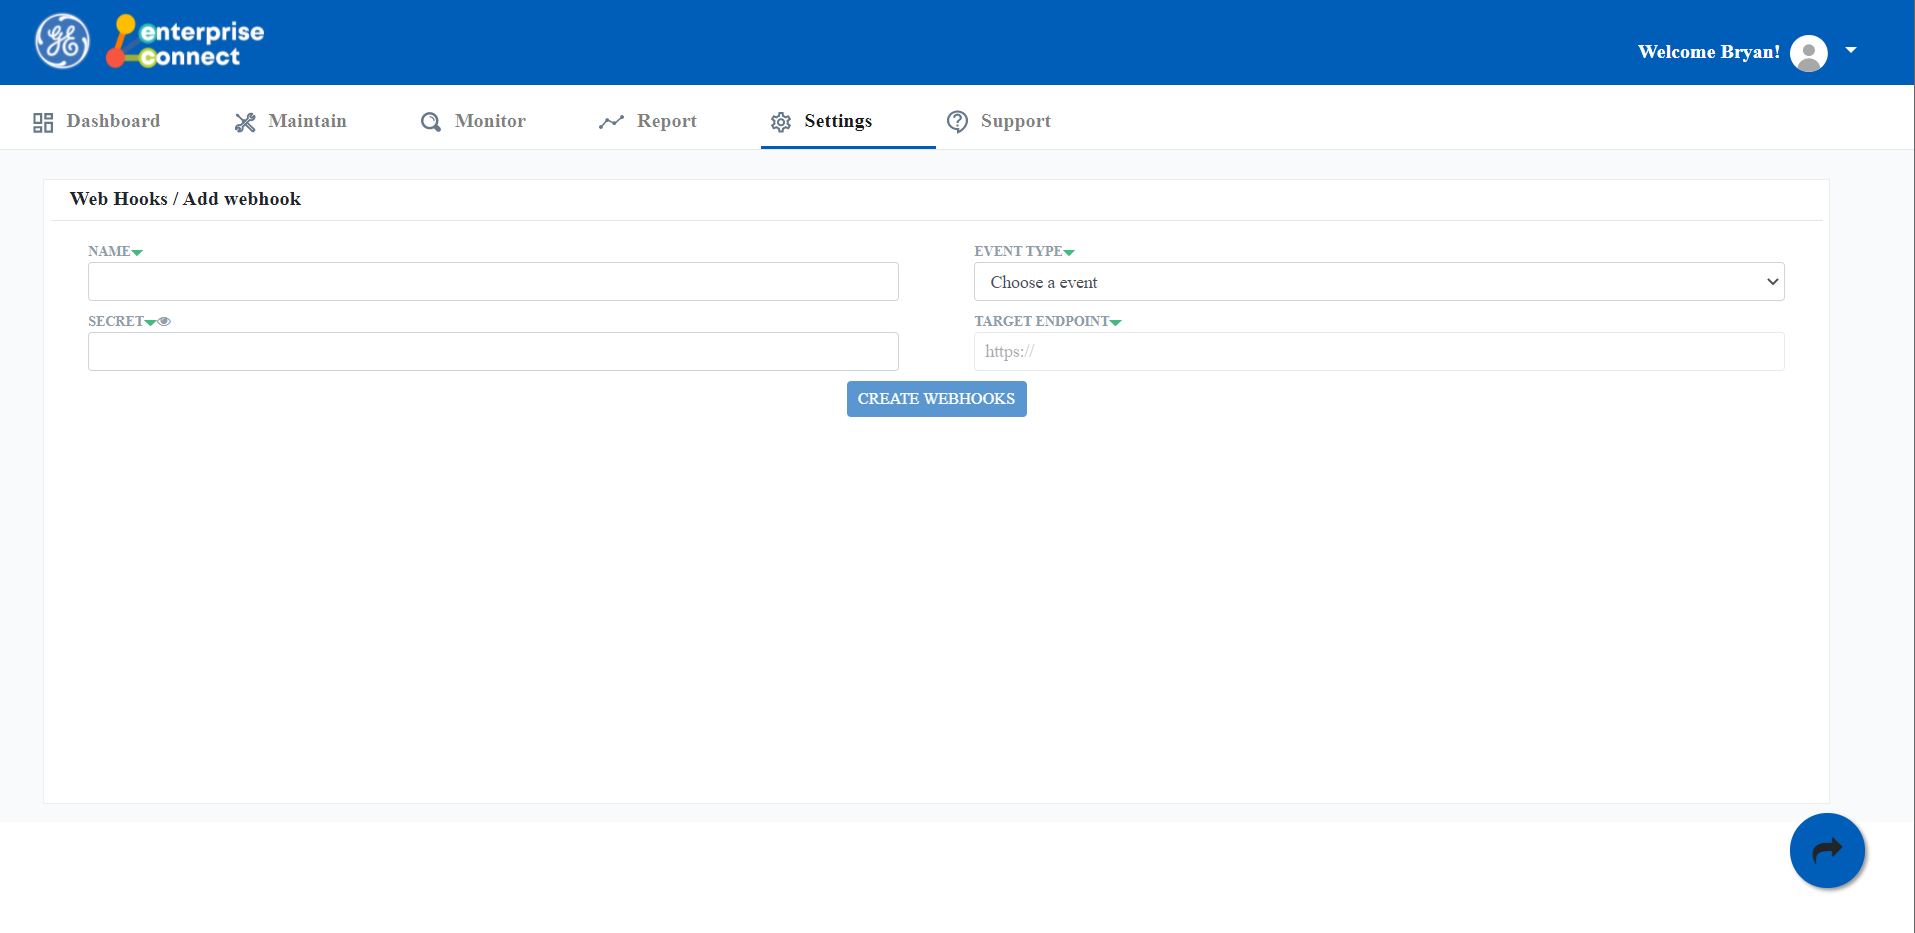 GE
enterprise
connect
Welcome Bryan!
Dashboard
Maintain
Monitor
Report
Settings
Support
Web Hooks / Add webhook
NAME
EVENT TYPE
Choose a event
SECRET
TARGET ENDPOINT
https://
CREATE WEBHOOKS